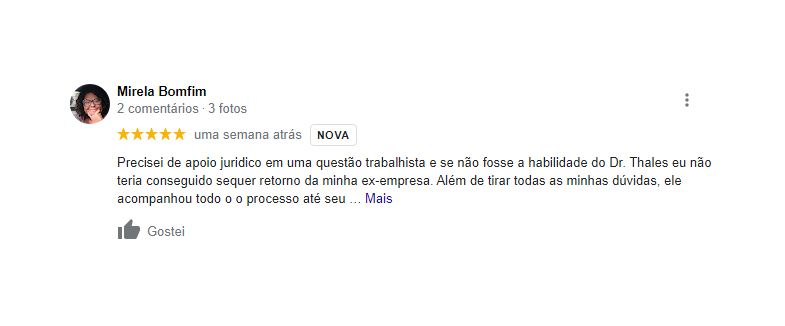 Mirela Bomfim
2 comentários · 3 fotos
uma semana atrás NOVA
Precisei de apoio juridico em uma questão trabalhista e se não fosse a habilidade do Dr. Thales eu não
teria conseguido sequer retorno da minha ex-empresa. Além de tirar todas as minhas dúvidas, ele
acompanhou todo o o processo até seu … Mais
Gostei